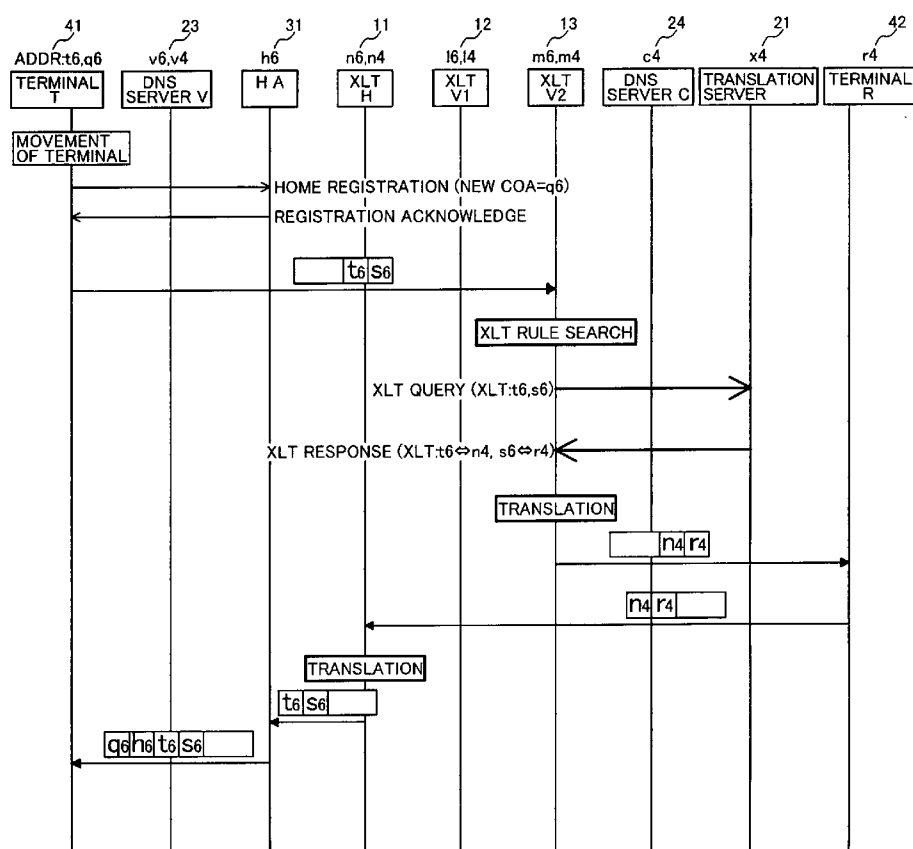 41 23 31 11 12 13 24 21 42
ADDR:t6,q6 v6,v4 h6 n6,n4 l6,l4 m6,m4 c4 x4 r4
TERMINAL T
DNS SERVER V
H A
XLT H
XLT V1
XLT V2
DNS SERVER C
TRANSLATION SERVER
TERMINAL R
MOVEMENT OF TERMINAL
HOME REGISTRATION (NEW COA=q6)
REGISTRATION ACKNOWLEDGE
t6 s6
XLT RULE SEARCH
XLT QUERY (XLT:t6,s6)
XLT RESPONSE (XLT:t6⇔n4, s6⇔r4)
TRANSLATION
n4 r4
n4 r4
TRANSLATION
t6 s6
q6 h6 t6 s6